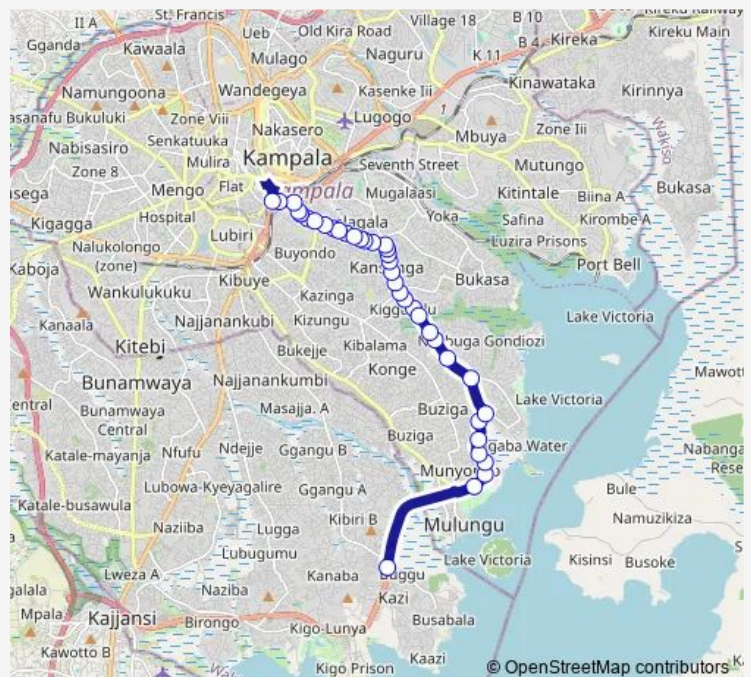 St. Francis
Kireku Railway
II A
Ueb
Old Kira Road
Village 18
B 10
Kireku Main
Gganda
Kawaala
Mulago
Naguru
K 11
B 4
Kireka
Kinawataka
Kirinnya
Namungoona
Wandegeya
Kasenke Iii
asanafu Bukuluki
Zone Viii
Lugogo
1
Nakasero
Mbuya
Zone Iii
Wakiso
Nabisasiro
Senkatuuka
Mulira
Kampala
Seventh Street
Mutungo
Zone 8
Bukasa
asega
Mengo
Flat
Kampala
Mugalaasi
Kitintale
Biina A
Kigagga
Hospital
Yoka
Safina
Kirombe A
Lubiri
Luzira Prisons
Nalukolongo
(zone)
Buyondo
Port Bell
Kaboja
Kibuye
Bukasa
Wankulukuku
Kazinga
Lake Victoria
Kanaala
Najjanankubi
Kizungu
Kitebi
Bukejje
Kibalama
Gondiozi
Konge
Mawott
Bunamwaya
Najjanankumbi
Lake Victoria
entral
Bunamwaya
Central
Masajja. A
Buziga
Buziga
Nabanga
Rese
Katale-mayanja
Nfufu
Ndejje
Ggangu B
gaba Water
Lubowa-Kyeyagalire
Ggangu A
Bule
Katale-busawula
Kibiri B
Mulungu
Namuzikiza
Naziiba
Lugga
Lubugumu
Lake Victoria
Kisinsi
Busoke
Lweza A
Kanaba
galala
Naziba
Kazi
Mpala
Kajjansi
Birongo
Kigo-Lunya
Busabala
Kawotto B
Kaazi
Kigo Prison
© OpenStreetMap contributors